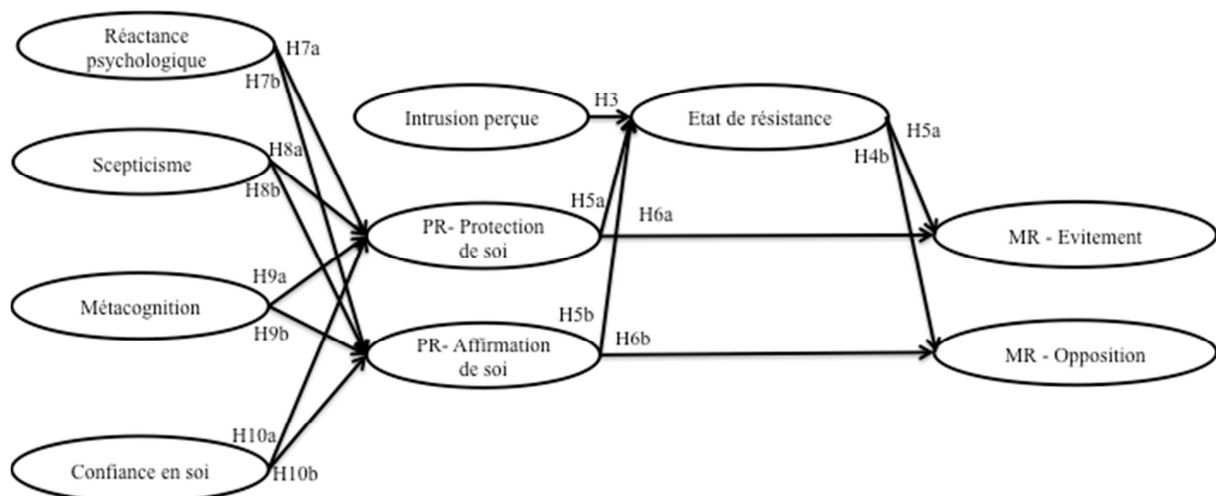 Réactance
psychologique
H7a
H7b
Intrusion perçue
H3
Etat de résistance
H5a
H4b
Scepticisme
H8a
H8b
H5a
H6a
PR- Protection
de soi
MR - Evitement
Métacognition
H9a
H9b
H5b
H6b
PR- Affirmation
de soi
MR - Opposition
Confiance en soi
H10a
H10b